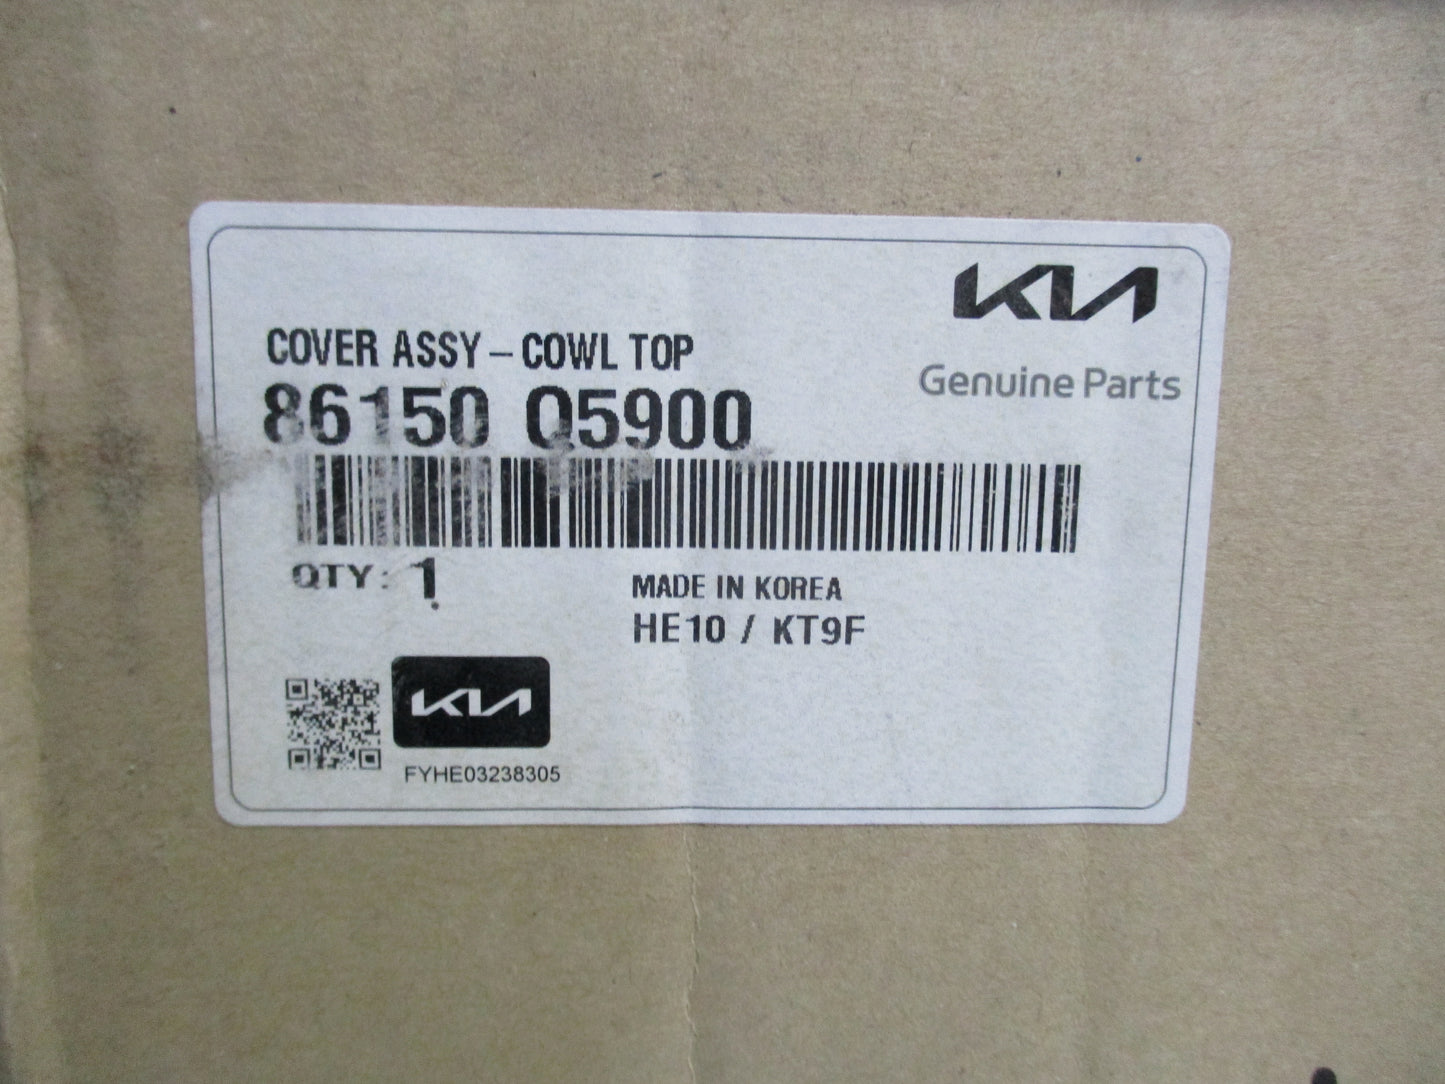 KIA
Genuine Parts
COVER ASSY – COWL TOP
86150 Q5900
QTY: 1
MADE IN KOREA
HE10 / KT9F
KIA
FYHE03238305